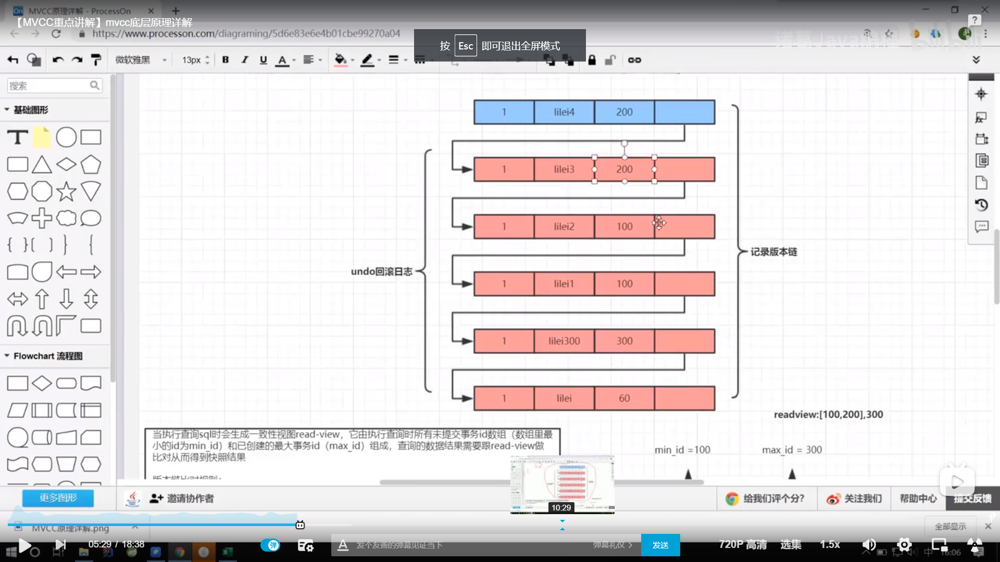 MVCC原理详解 - ProcessOn
【MVCC重点讲解】mvcc底层原理详解
https://www.processon.com/diagraming/5d6e83e6e4b01cbe99270a04
按 Esc 即可退出全屏模式
微软雅黑 13px B I U A
搜索
基础图形
Flowchart 流程图
更多图形
1 lilei4 200
1 lilei3 200
1 lilei2 100
1 lilei1 100
1 lilei300 300
1 lilei 60
undo回滚日志
记录版本链
readview:[100,200],300
min_id =100
max_id = 300
当执行查询sql时会生成一致性视图read-view，它由执行查询时所有未提交事务id数组（数组里最
小的id为min_id）和已创建的最大事务id（max_id）组成，查询的数据结果需要跟read-view做
比对从而得到快照结果
10:29
邀请协作者
给我们评个分?
关注我们
帮助中心
提交反馈
MVCC原理详解.png
全部显示
05:29 / 18:38
弹
发个友善的弹幕见证当下
弹幕礼仪
发送
720P 高清
选集
1.5x
中
16:06